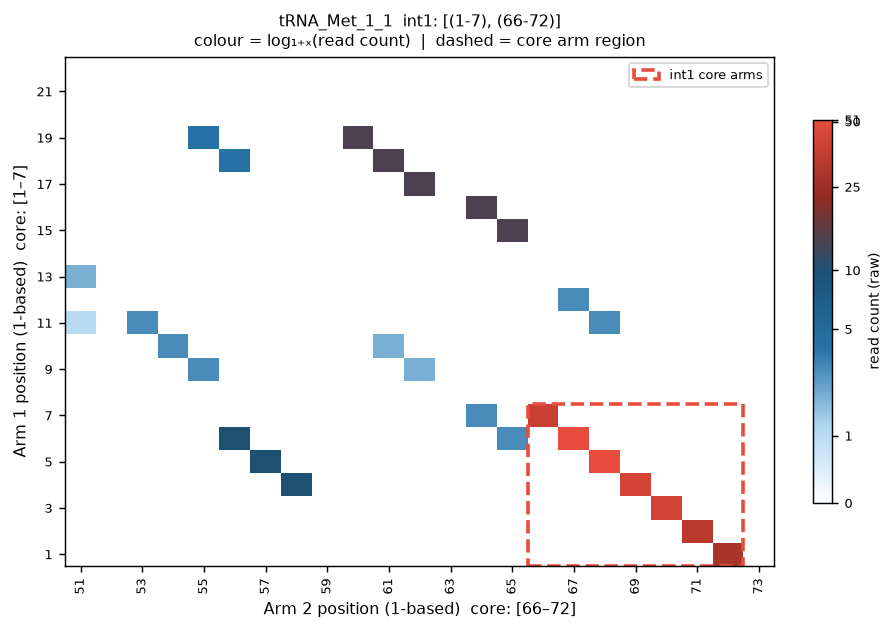 tRNA_Met_1_1  int1: [(1-7), (66-72)]
colour = log₁₊ₓ(read count)  |  dashed = core arm region
int1 core arms
Arm 1 position (1-based)  core: [1–7]
21
19
17
15
13
11
9
7
5
3
1
51 53 55 57 59 61 63 65 67 69 71 73
Arm 2 position (1-based)  core: [66–72]
51
50
25
10
5
1
0
read count (raw)